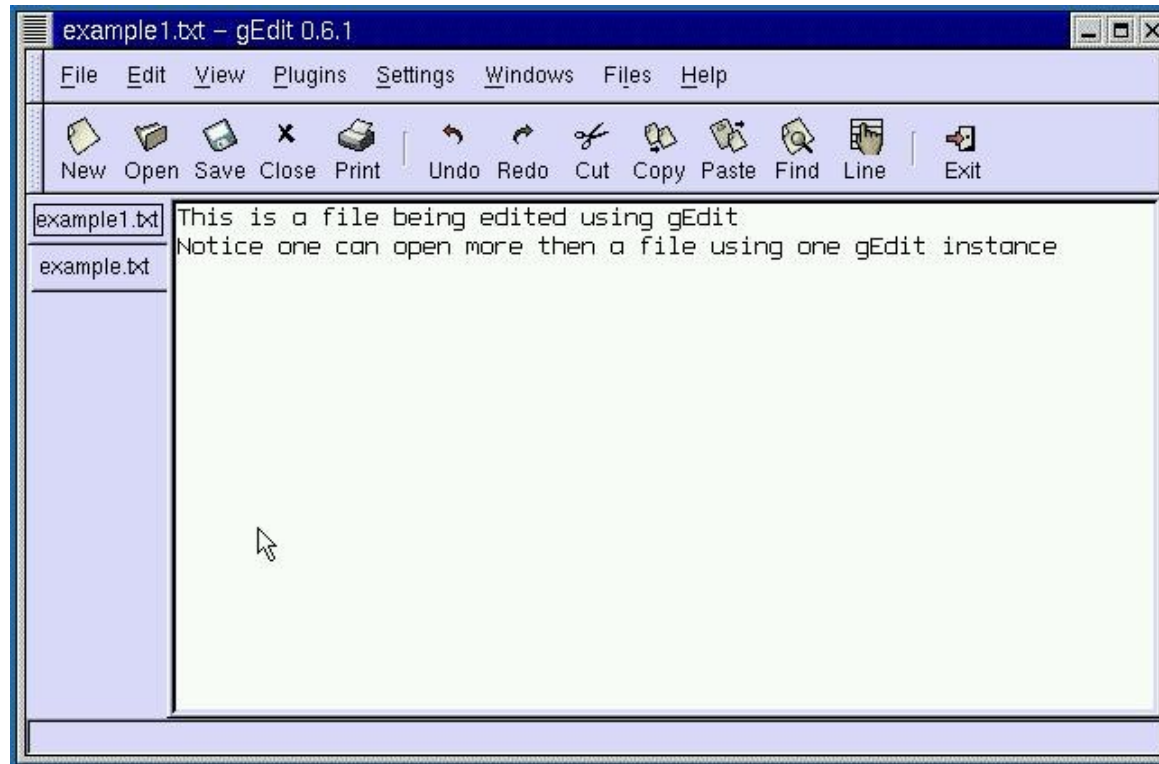 example1.txt – gEdit 0.6.1
File Edit View Plugins Settings Windows Files Help
New Open Save Close Print Undo Redo Cut Copy Paste Find Line Exit
example1.txt
example.txt
This is a file being edited using gEdit
Notice one can open more then a file using one gEdit instance